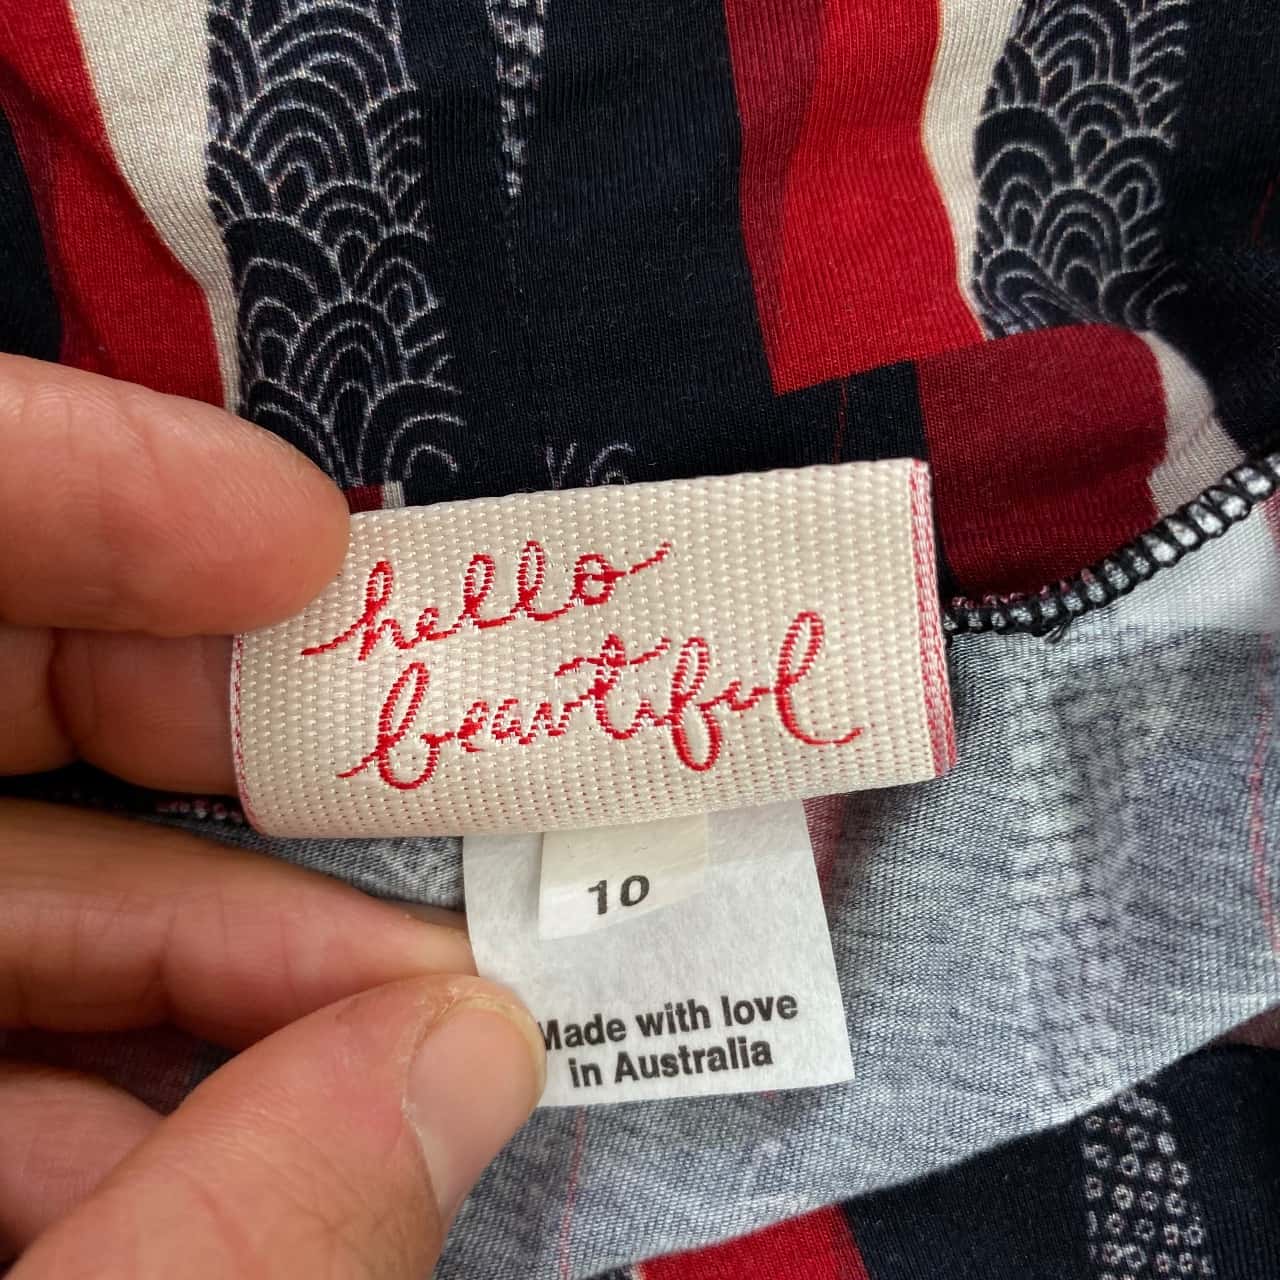 hello
beautiful
10
Made with love
in Australia